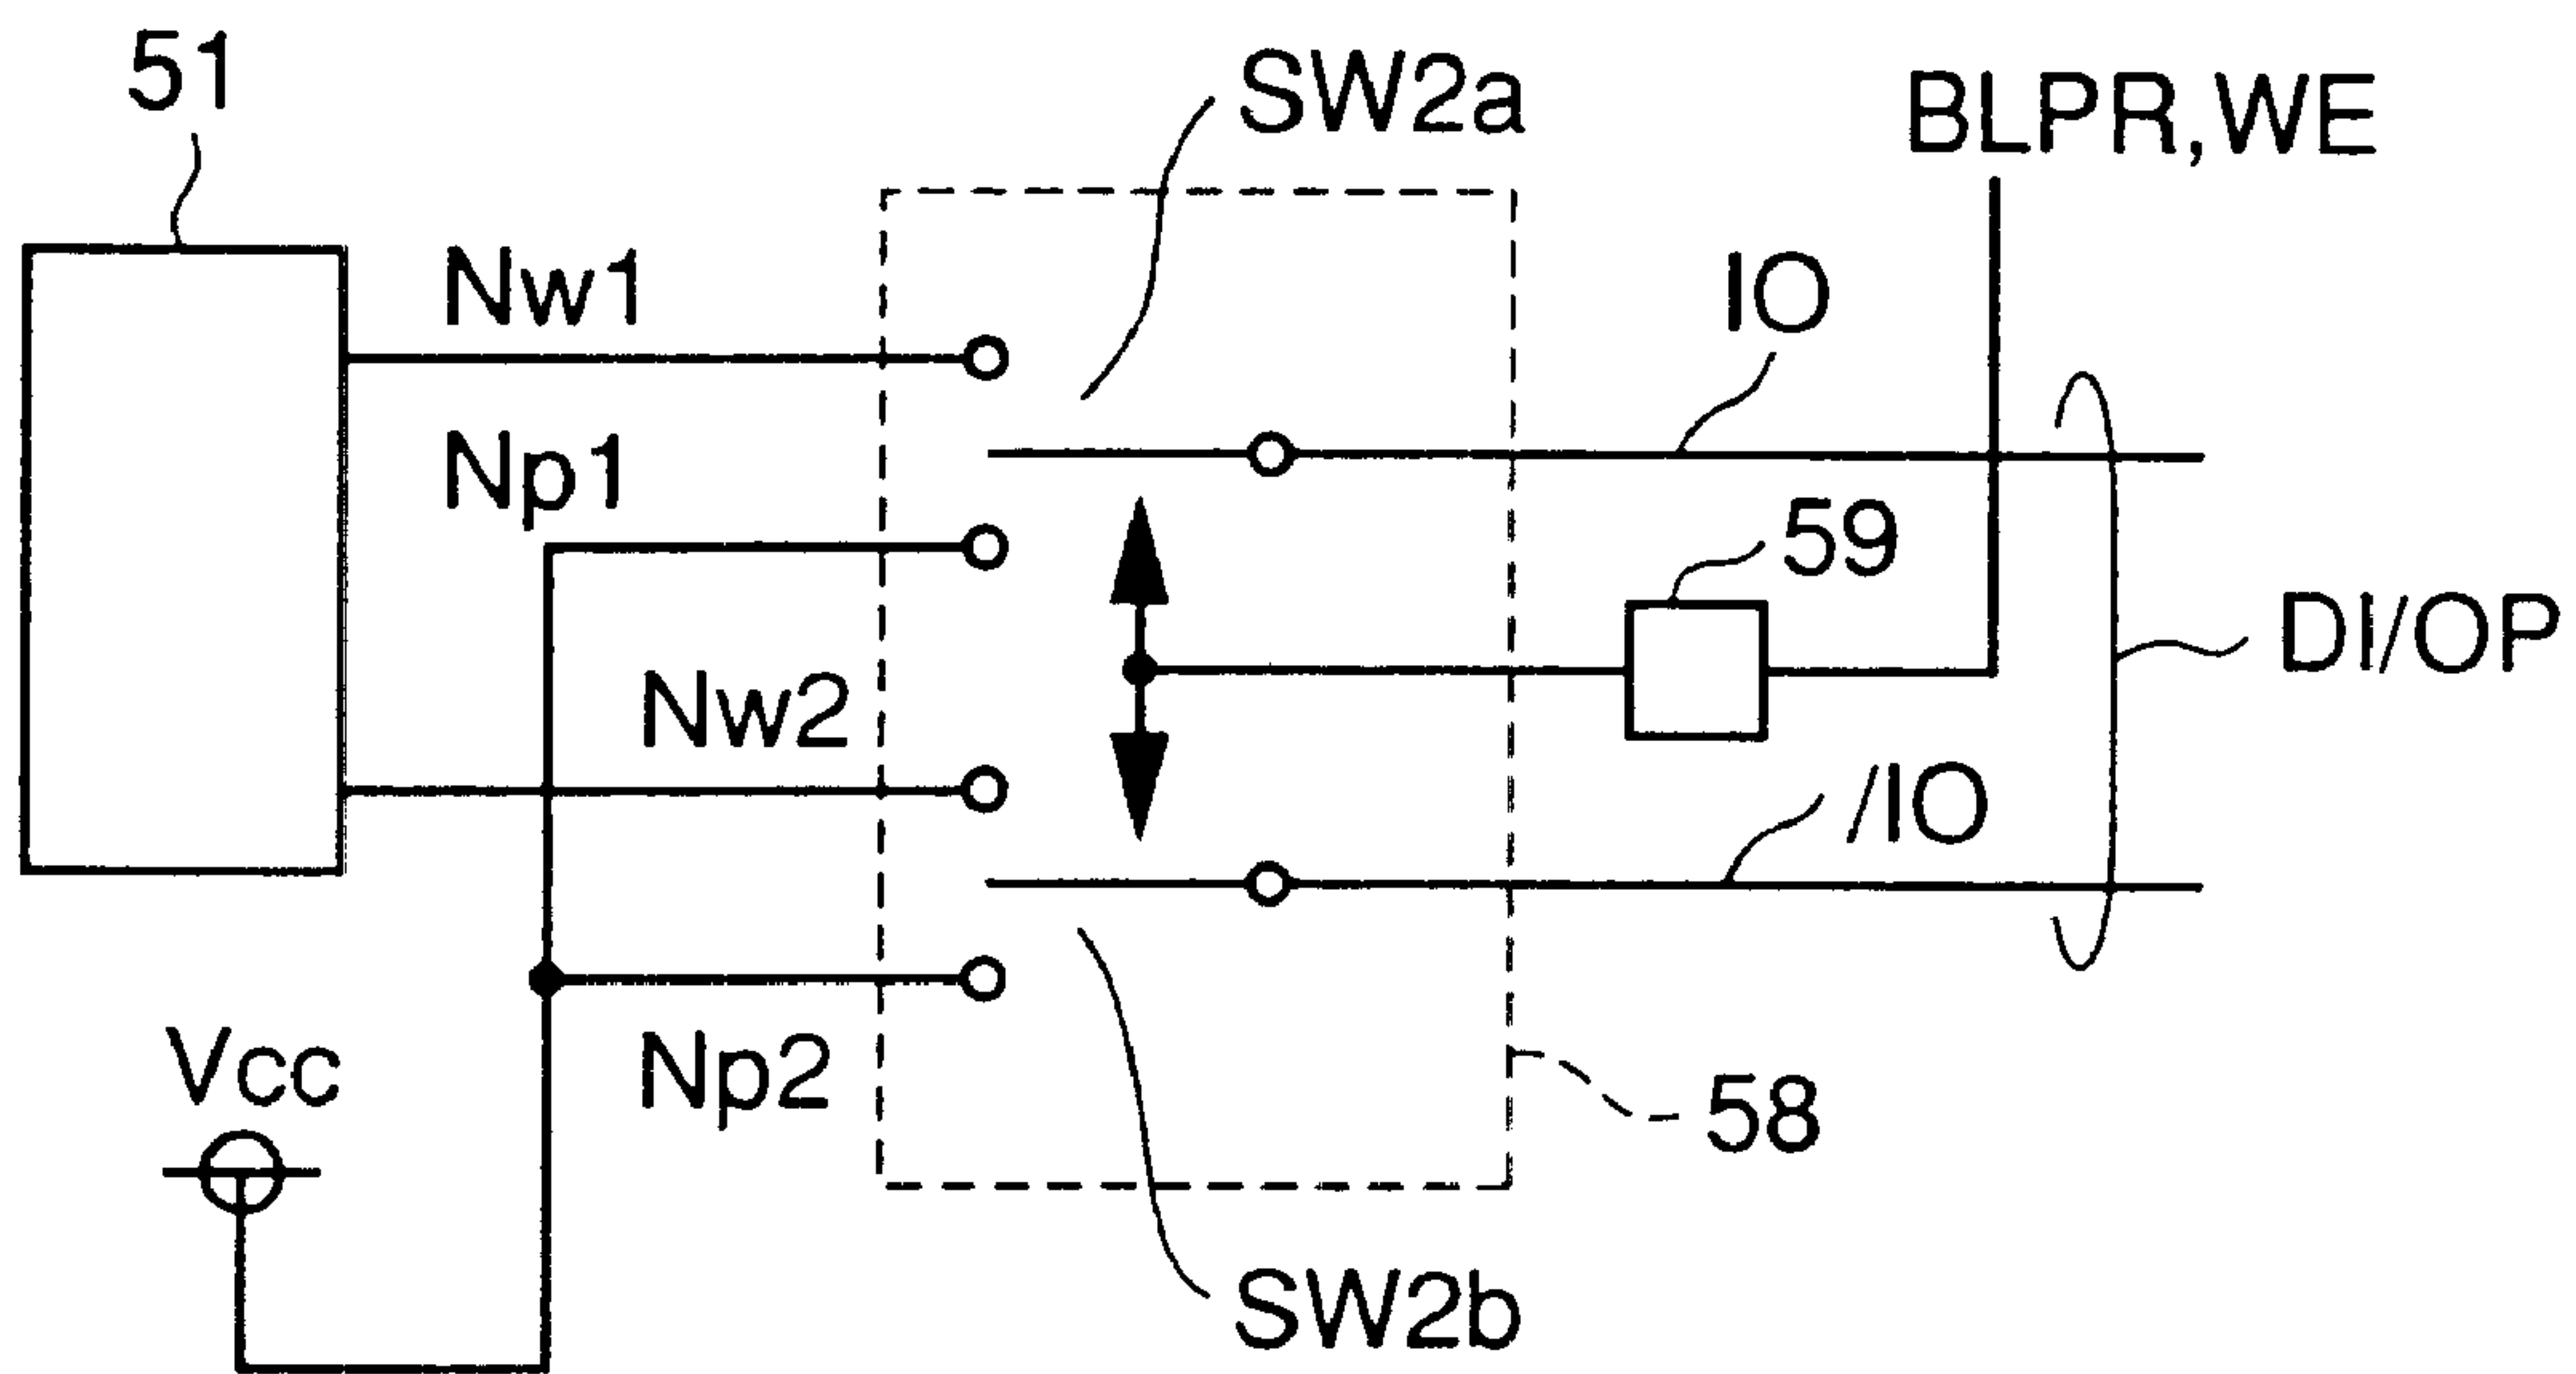 51
SW2a
BLPR,WE
Nw1
IO
Np1
59
DI/OP
Nw2
/IO
Vcc
Np2
58
SW2b